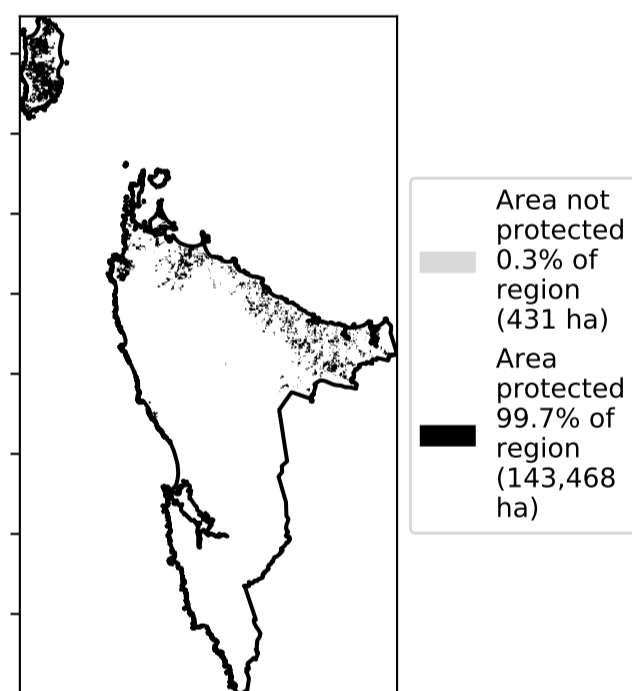 Area not
protected
0.3% of
region
(431 ha)
Area
protected
99.7% of
region
(143,468
ha)